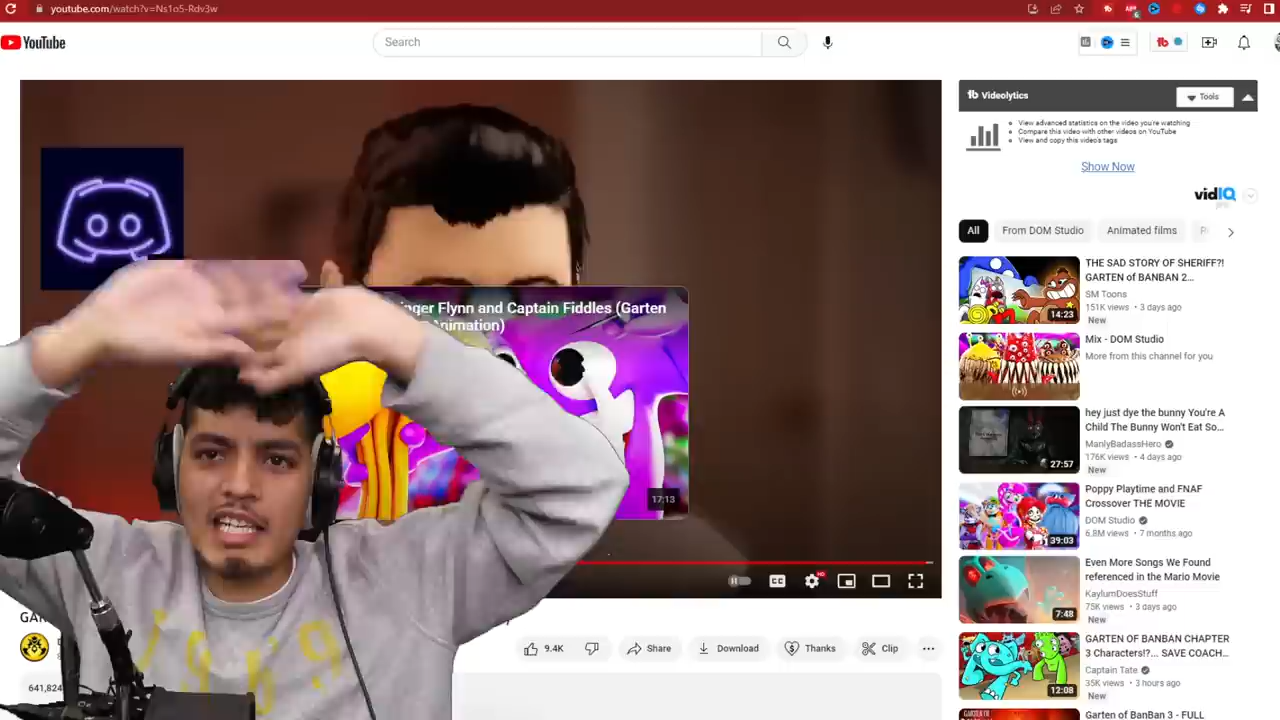 youtube.com/watch?v=Ns1o5-Rdv3w
YouTube
Search
tb
tb Videolytics
Tools
View advanced statistics on the video you're watching
Compare this video with other videos on YouTube
View and copy this video's tags
Show Now
vidIQ
All
From DOM Studio
Animated films
Flynn and Captain Fiddles (Garten
Animation)
17:13
THE SAD STORY OF SHERIFF?!
GARTEN of BANBAN 2...
SM Toons
151K views • 3 days ago
New
14:23
Mix - DOM Studio
More from this channel for you
hey just dye the bunny You're A
Child The Bunny Won't Eat So...
ManlyBadassHero
176K views • 4 days ago
New
27:57
Poppy Playtime and FNAF
Crossover THE MOVIE
DOM Studio
6.8M views • 7 months ago
39:03
Even More Songs We Found
referenced in the Mario Movie
KaylumDoesStuff
75K views • 3 days ago
New
7:48
GARTEN OF BANBAN CHAPTER
3 Characters!?... SAVE COACH...
Captain Tate
35K views • 3 hours ago
New
12:08
Garten of BanBan 3 - FULL
CC
HD
9.4K
Share
Download
Thanks
Clip
641,824